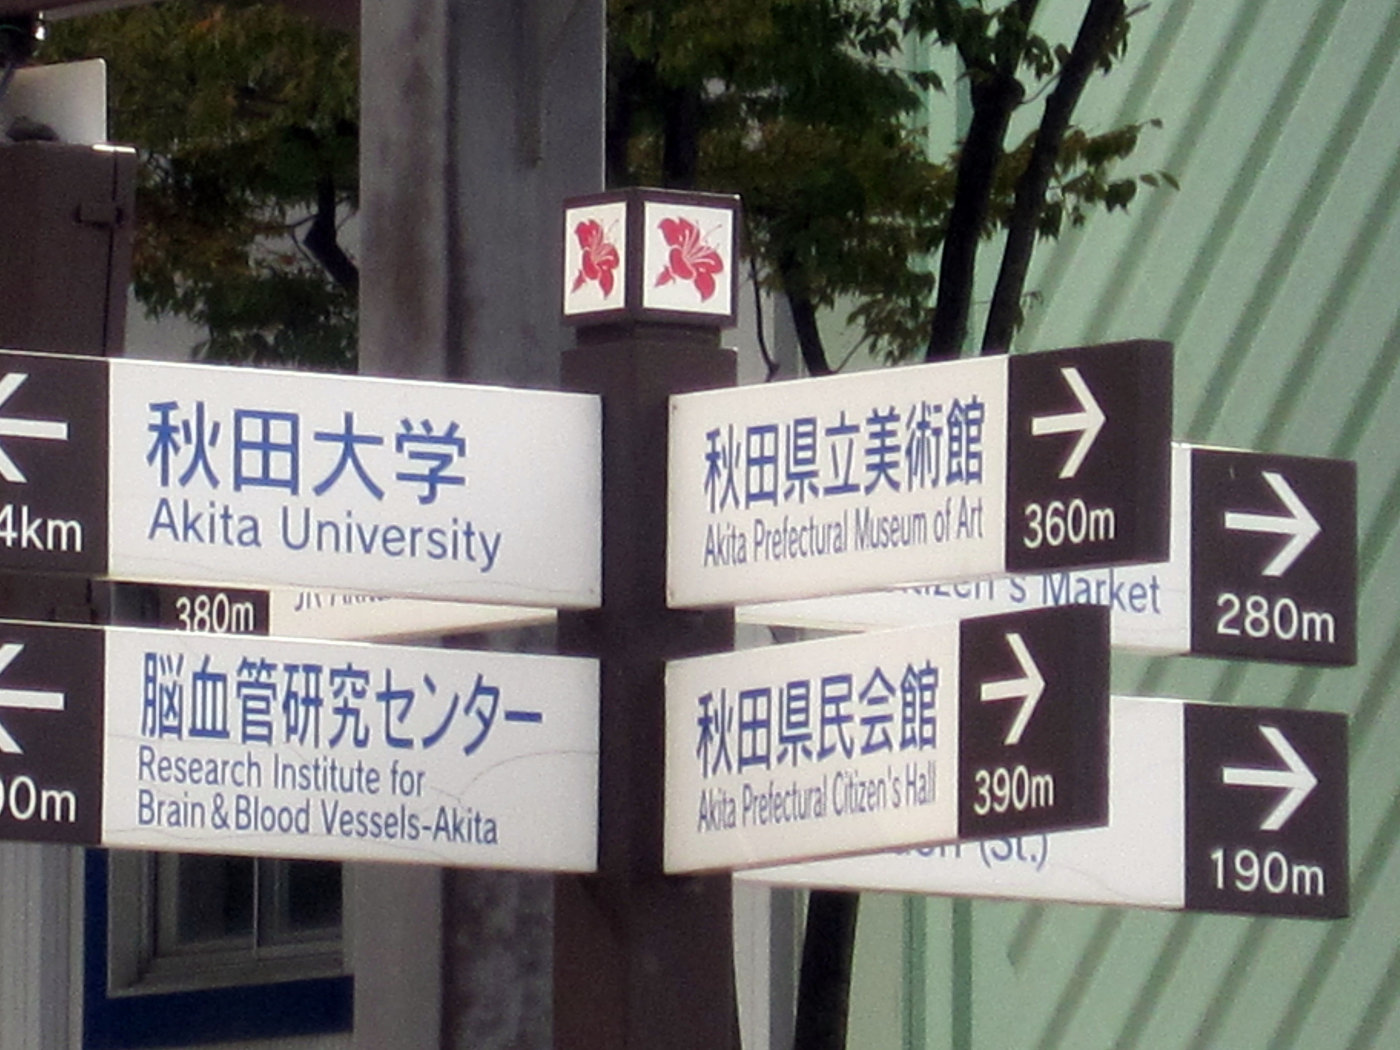 秋田大学
Akita University
4km
秋田県立美術館
Akita Prefectural Museum of Art
360m
Market
280m
380m
JR
脳血管研究センター
Research Institute for
Brain & Blood Vessels-Akita
00m
秋田県民会館
Akita Prefectural Citizen's Hall
390m
(St.)
190m